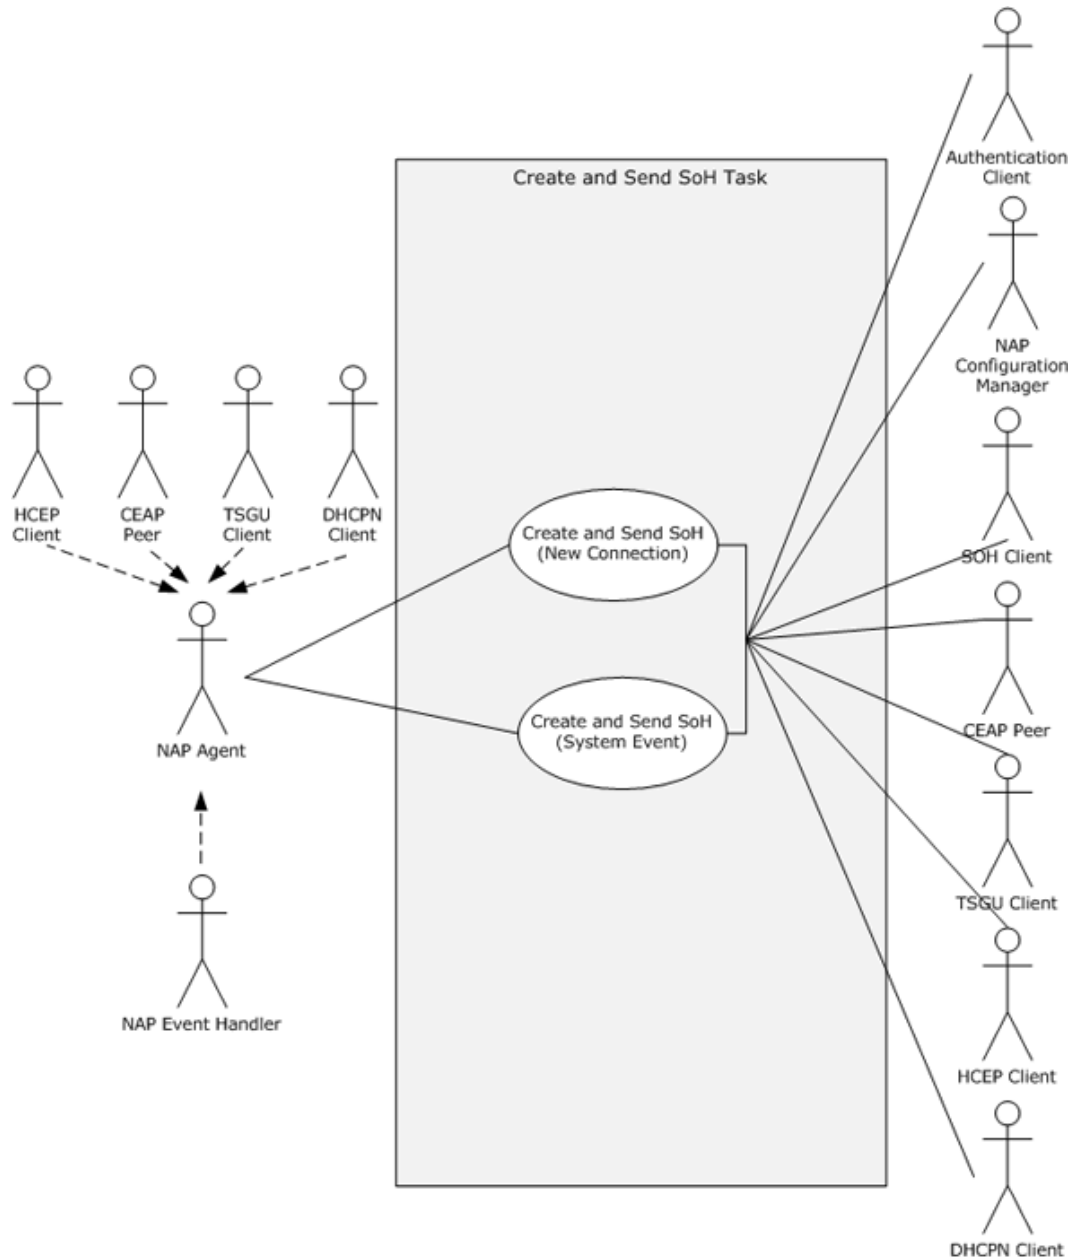 Authentication
Client
Create and Send SoH Task
NAP
Configuration
Manager
HCEP
Client
CEAP
Peer
TSGU
Client
DHCPN
Client
Create and Send SoH
(New Connection)
SOH Client
NAP Agent
Create and Send SoH
(System Event)
CEAP Peer
TSGU Client
NAP Event Handler
HCEP Client
DHCPN Client